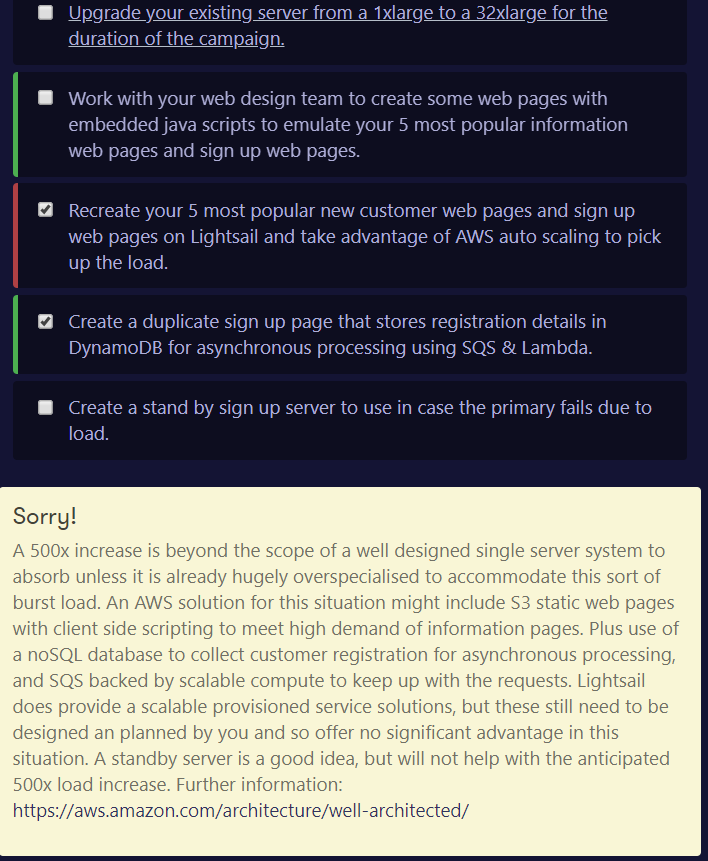 Upgrade your existing server from a 1xlarge to a 32xlarge for the
duration of the campaign.
Work with your web design team to create some web pages with
embedded java scripts to emulate your 5 most popular information
web pages and sign up web pages.
Recreate your 5 most popular new customer web pages and sign up
web pages on Lightsail and take advantage of AWS auto scaling to pick
up the load.
Create a duplicate sign up page that stores registration details in
DynamoDB for asynchronous processing using SQS & Lambda.
Create a stand by sign up server to use in case the primary fails due to
load.
Sorry!
A 500x increase is beyond the scope of a well designed single server system to
absorb unless it is already hugely overspecialised to accommodate this sort of
burst load. An AWS solution for this situation might include S3 static web pages
with client side scripting to meet high demand of information pages. Plus use of
a noSQL database to collect customer registration for asynchronous processing,
and SQS backed by scalable compute to keep up with the requests. Lightsail
does provide a scalable provisioned service solutions, but these still need to be
designed an planned by you and so offer no significant advantage in this
situation. A standby server is a good idea, but will not help with the anticipated
500x load increase. Further information:
https://aws.amazon.com/architecture/well-architected/